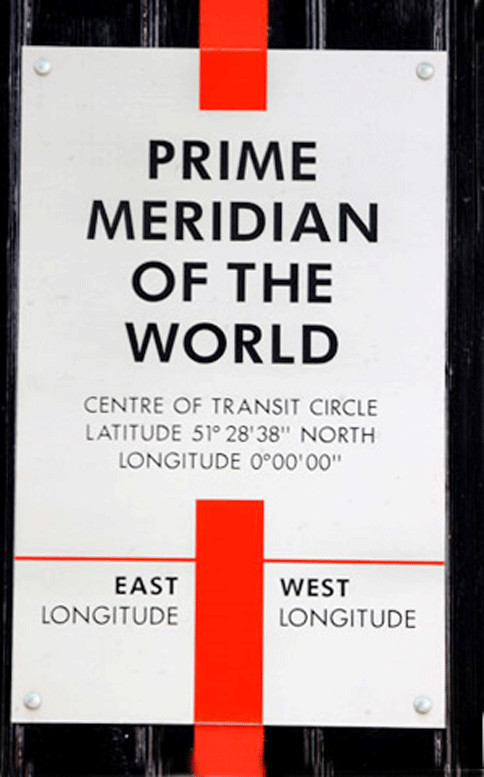 PRIME
MERIDIAN
OF THE
WORLD
CENTRE OF TRANSIT CIRCLE
LATITUDE 51° 28'38'' NORTH
LONGITUDE 0°00'00''
EAST
LONGITUDE
WEST
LONGITUDE